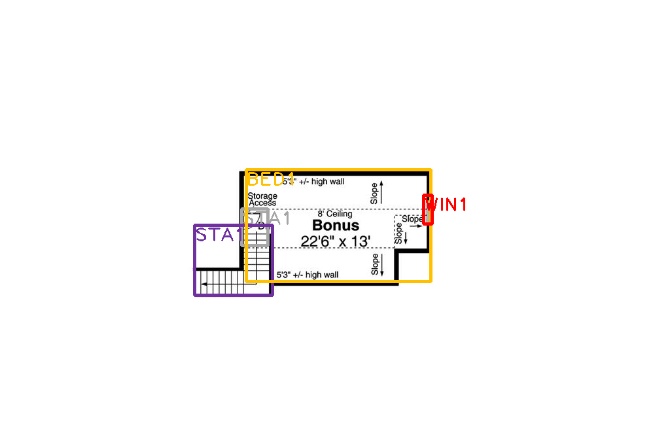 BED1
5'3" +/- high wall
Storage
Access
Slope
WIN1
8' Ceiling
Slope
STA1
Bonus
Slope
STA1
22'6" x 13'
Slope
5'3" +/- high wall